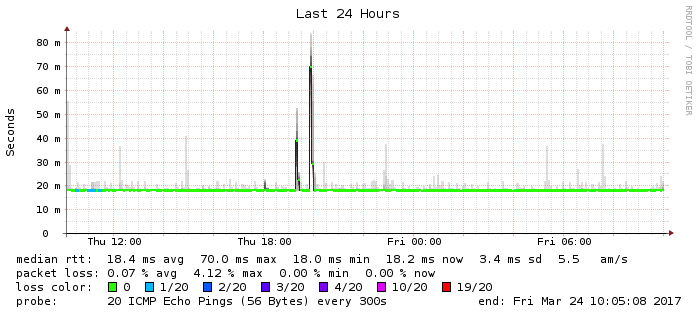 Last 24 Hours
RRDTOOL / TOBI OETIKER
Seconds
80 m
70 m
60 m
50 m
40 m
30 m
20 m
10 m
0
Thu 12:00 Thu 18:00 Fri 00:00 Fri 06:00
median rtt: 18.4 ms avg 70.0 ms max 18.0 ms min 18.2 ms now 3.4 ms sd 5.5 am/s
packet loss: 0.07 % avg 4.12 % max 0.00 % min 0.00 % now
loss color: 0 1/20 2/20 3/20 4/20 10/20 19/20
probe: 20 ICMP Echo Pings (56 Bytes) every 300s end: Fri Mar 24 10:05:08 2017